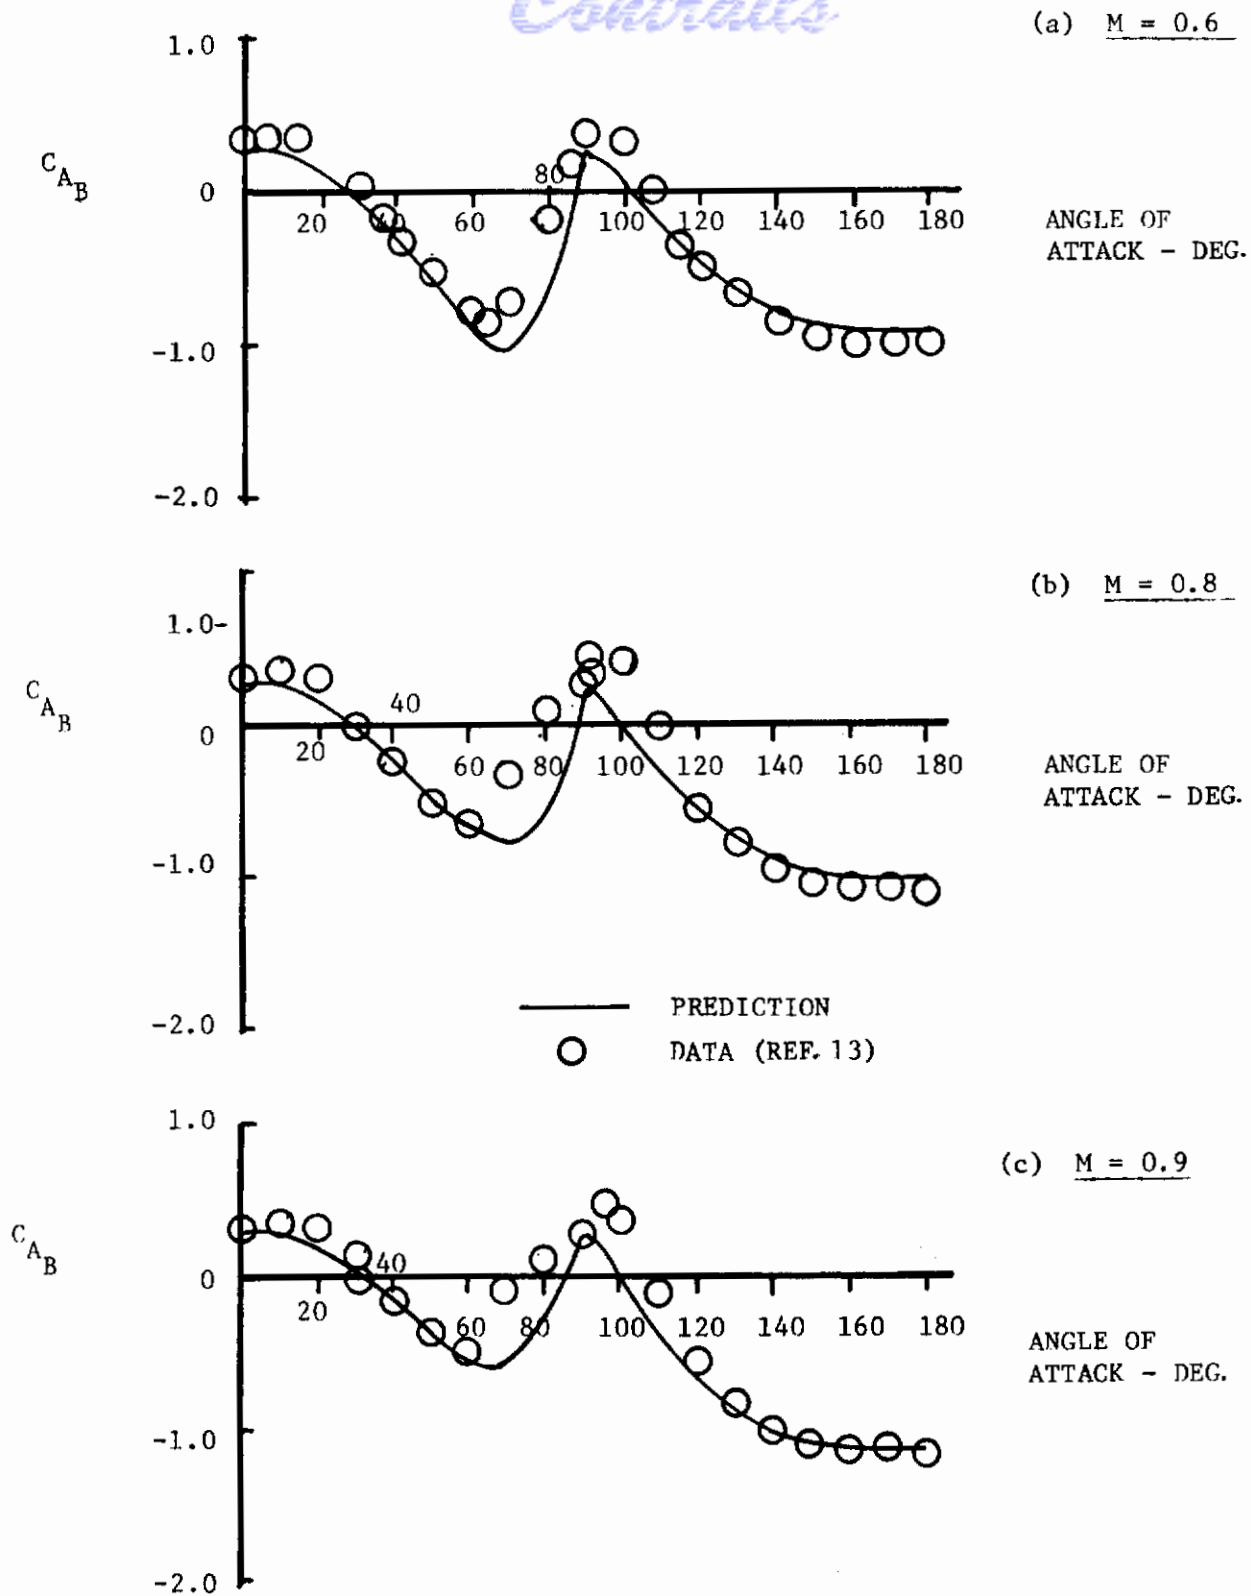 Contrails
(a) M = 0.6
1.0
C_A_B
80
0
20 40 60 100 120 140 160 180
ANGLE OF
ATTACK - DEG.
-1.0
-2.0
(b) M = 0.8
1.0-
C_A_B
40
0
20 60 80 100 120 140 160 180
ANGLE OF
ATTACK - DEG.
-1.0
PREDICTION
-2.0
DATA (REF. 13)
1.0
(c) M = 0.9
C_A_B
40
0
20 60 80 100 120 140 160 180
ANGLE OF
ATTACK - DEG.
-1.0
-2.0